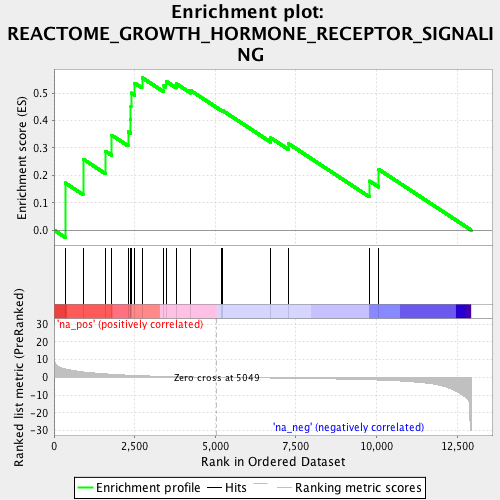 Enrichment plot:
REACTOME_GROWTH_HORMONE_RECEPTOR_SIGNALI
NG
Enrichment score (ES)
0.5
0.4
0.3
0.2
0.1
0.0
'na_pos' (positively correlated)
Ranked list metric (PreRanked)
30
20
10
0
-10
-20
-30
Zero cross at 5049
'na_neg' (negatively correlated)
0
2,500
5,000
7,500
10,000
12,500
Rank in Ordered Dataset
Enrichment profile
Hits
Ranking metric scores